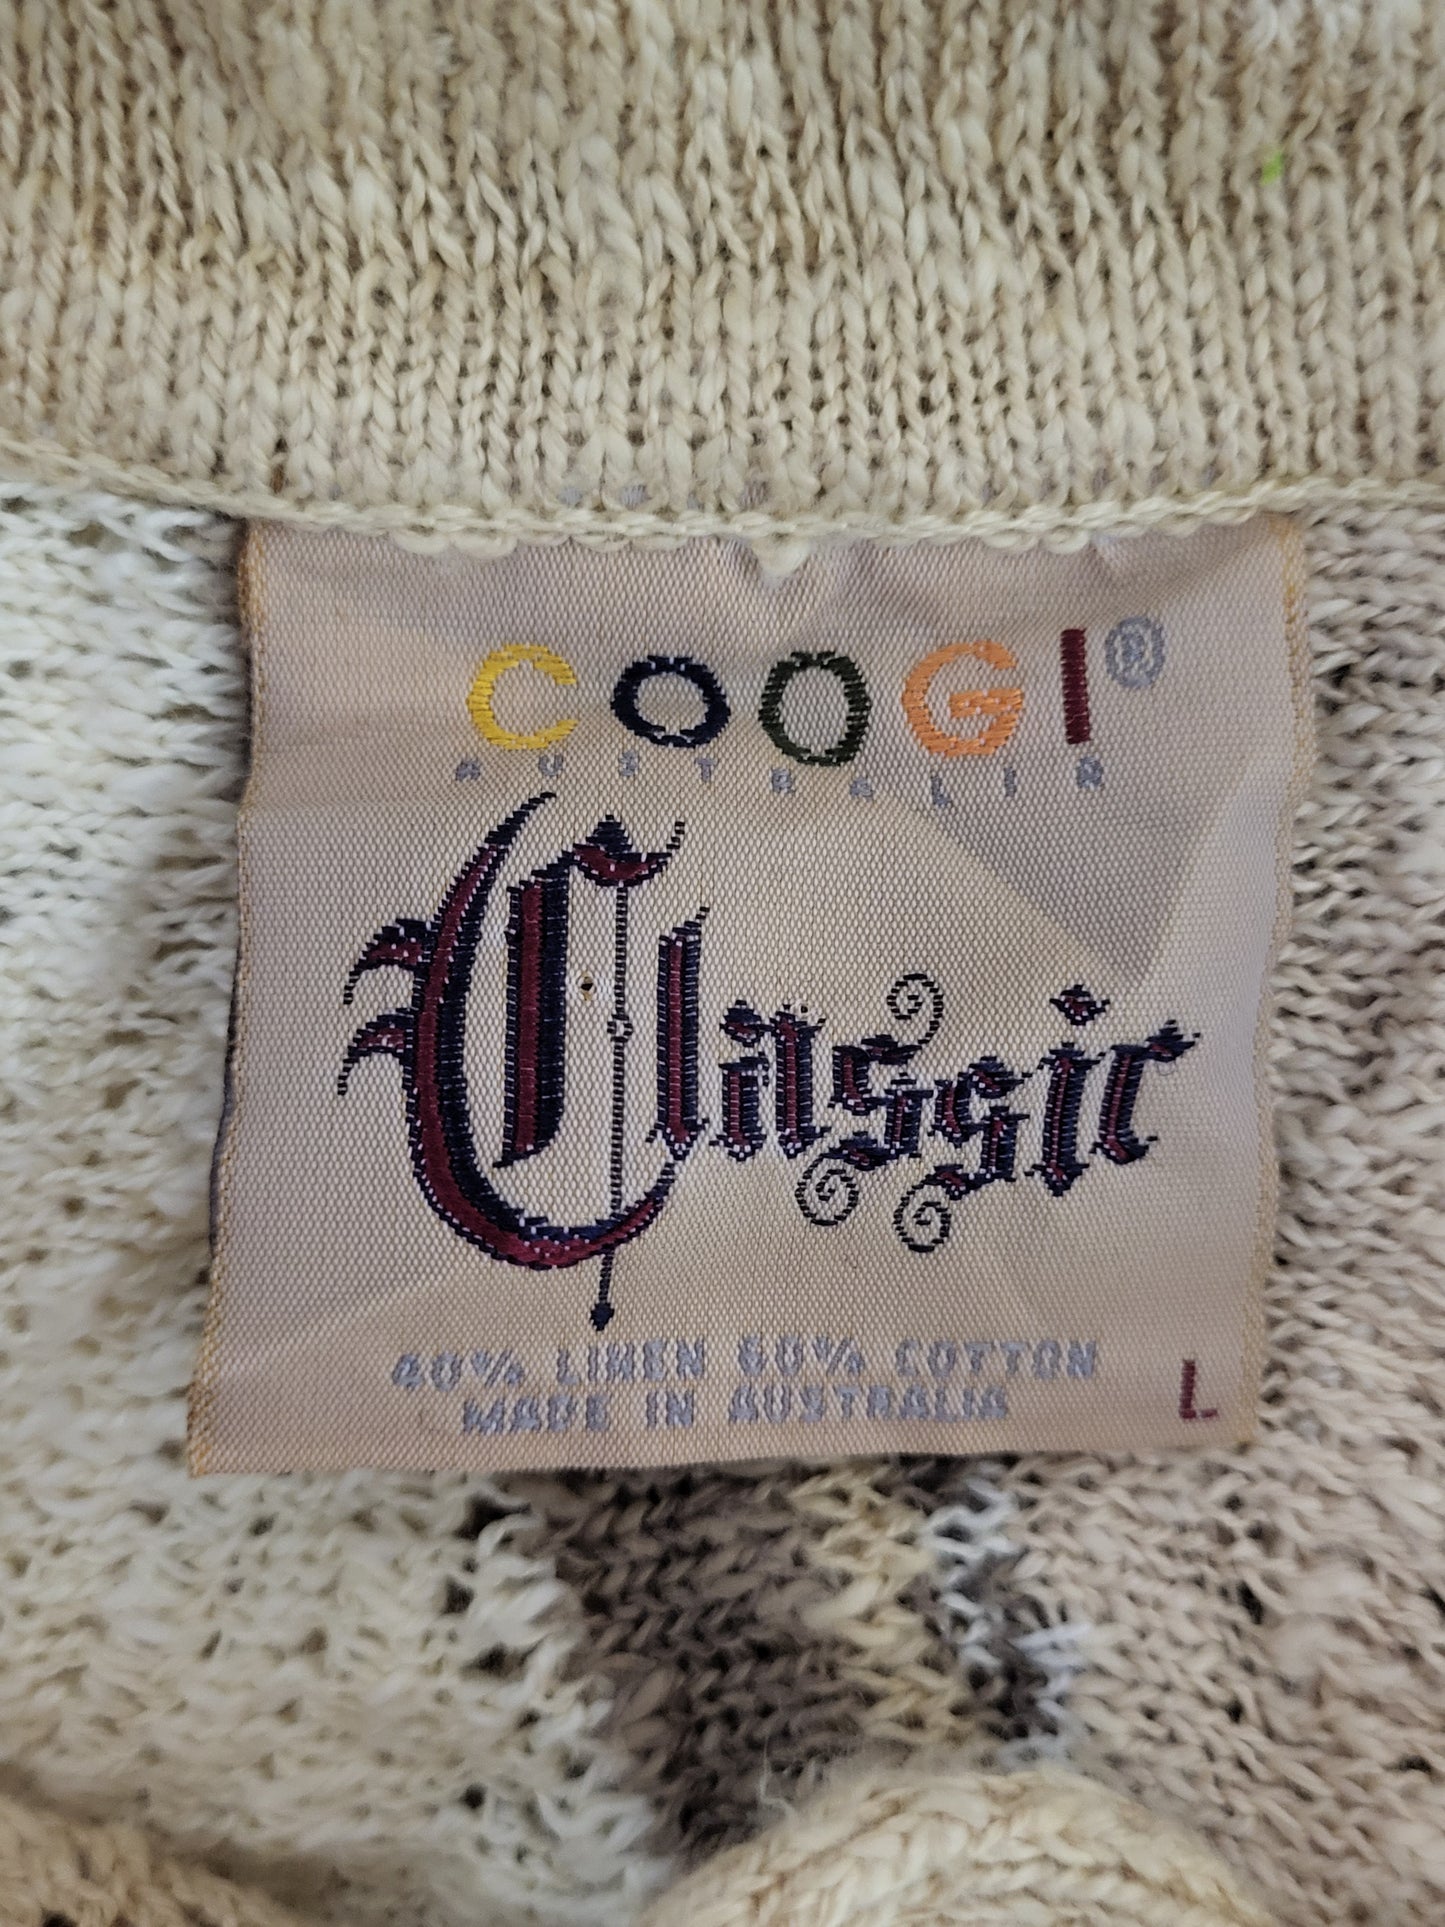 COOGI®
AUSTRALIA
Classic
40% LINEN 60% COTTON
MADE IN AUSTRALIA
L